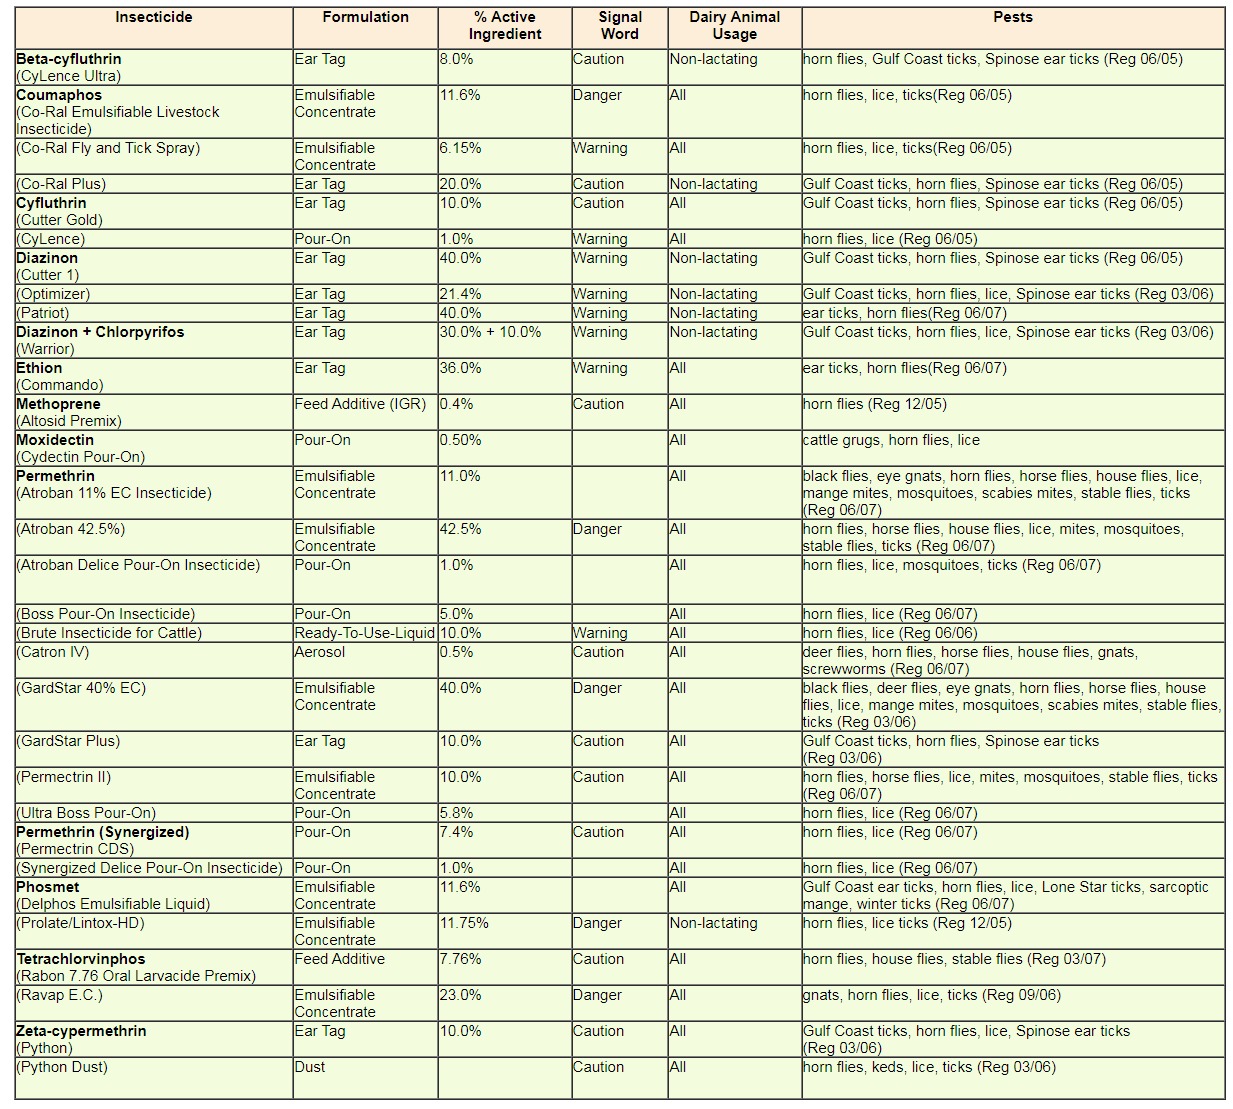 Insecticide Formulation % Active Ingredient Signal Word Dairy Animal Usage Pests
Beta-cyfluthrin (CyLence Ultra) Ear Tag 8.0% Caution Non-lactating horn flies, Gulf Coast ticks, Spinose ear ticks (Reg 06/05)
Coumaphos (Co-Ral Emulsifiable Livestock Insecticide) Emulsifiable Concentrate 11.6% Danger All horn flies, lice, ticks(Reg 06/05)
(Co-Ral Fly and Tick Spray) Emulsifiable Concentrate 6.15% Warning All horn flies, lice, ticks(Reg 06/05)
(Co-Ral Plus) Ear Tag 20.0% Caution Non-lactating Gulf Coast ticks, horn flies, Spinose ear ticks (Reg 06/05)
Cyfluthrin (Cutter Gold) Ear Tag 10.0% Caution All Gulf Coast ticks, horn flies, Spinose ear ticks (Reg 06/05)
(CyLence) Pour-On 1.0% Warning All horn flies, lice (Reg 06/05)
Diazinon (Cutter 1) Ear Tag 40.0% Warning Non-lactating Gulf Coast ticks, horn flies, Spinose ear ticks (Reg 06/05)
(Optimizer) Ear Tag 21.4% Warning Non-lactating Gulf Coast ticks, horn flies, lice, Spinose ear ticks (Reg 03/06)
(Patriot) Ear Tag 40.0% Warning Non-lactating ear ticks, horn flies(Reg 06/07)
Diazinon + Chlorpyrifos (Warrior) Ear Tag 30.0% + 10.0% Warning Non-lactating Gulf Coast ticks, horn flies, lice, Spinose ear ticks (Reg 03/06)
Ethion (Commando) Ear Tag 36.0% Warning All ear ticks, horn flies(Reg 06/07)
Methoprene (Altosid Premix) Feed Additive (IGR) 0.4% Caution All horn flies (Reg 12/05)
Moxidectin (Cydectin Pour-On) Pour-On 0.50% All cattle grugs, horn flies, lice
Permethrin (Atroban 11% EC Insecticide) Emulsifiable Concentrate 11.0% All black flies, eye gnats, horn flies, horse flies, house flies, lice, mange mites, mosquitoes, scabies mites, stable flies, ticks (Reg 06/07)
(Atroban 42.5%) Emulsifiable Concentrate 42.5% Danger All horn flies, horse flies, house flies, lice, mites, mosquitoes, stable flies, ticks (Reg 06/07)
(Atroban Delice Pour-On Insecticide) Pour-On 1.0% All horn flies, lice, mosquitoes, ticks (Reg 06/07)
(Boss Pour-On Insecticide) Pour-On 5.0% All horn flies, lice (Reg 06/07)
(Brute Insecticide for Cattle) Ready-To-Use-Liquid 10.0% Warning All horn flies, lice (Reg 06/06)
(Catron IV) Aerosol 0.5% Caution All deer flies, horn flies, horse flies, house flies, gnats, screwworms (Reg 06/07)
(GardStar 40% EC) Emulsifiable Concentrate 40.0% Danger All black flies, deer flies, eye gnats, horn flies, horse flies, house flies, lice, mange mites, mosquitoes, scabies mites, stable flies, ticks (Reg 03/06)
(GardStar Plus) Ear Tag 10.0% Caution All Gulf Coast ticks, horn flies, Spinose ear ticks (Reg 03/06)
(Permectrin II) Emulsifiable Concentrate 10.0% Caution All horn flies, horse flies, lice, mites, mosquitoes, stable flies, ticks (Reg 06/07)
(Ultra Boss Pour-On) Pour-On 5.8% All horn flies, lice (Reg 06/07)
Permethrin (Synergized) (Permectrin CDS) Pour-On 7.4% Caution All horn flies, lice (Reg 06/07)
(Synergized Delice Pour-On Insecticide) Pour-On 1.0% All horn flies, lice (Reg 06/07)
Phosmet (Delphos Emulsifiable Liquid) Emulsifiable Concentrate 11.6% All Gulf Coast ear ticks, horn flies, lice, Lone Star ticks, sarcoptic mange, winter ticks (Reg 06/07)
(Prolate/Lintox-HD) Emulsifiable Concentrate 11.75% Danger Non-lactating horn flies, lice ticks (Reg 12/05)
Tetrachlorvinphos (Rabon 7.76 Oral Larvacide Premix) Feed Additive 7.76% Caution All horn flies, house flies, stable flies (Reg 03/07)
(Ravap E.C.) Emulsifiable Concentrate 23.0% Danger All gnats, horn flies, lice, ticks (Reg 09/06)
Zeta-cypermethrin (Python) Ear Tag 10.0% Caution All Gulf Coast ticks, horn flies, lice, Spinose ear ticks (Reg 03/06)
(Python Dust) Dust Caution All horn flies, keds, lice, ticks (Reg 03/06)